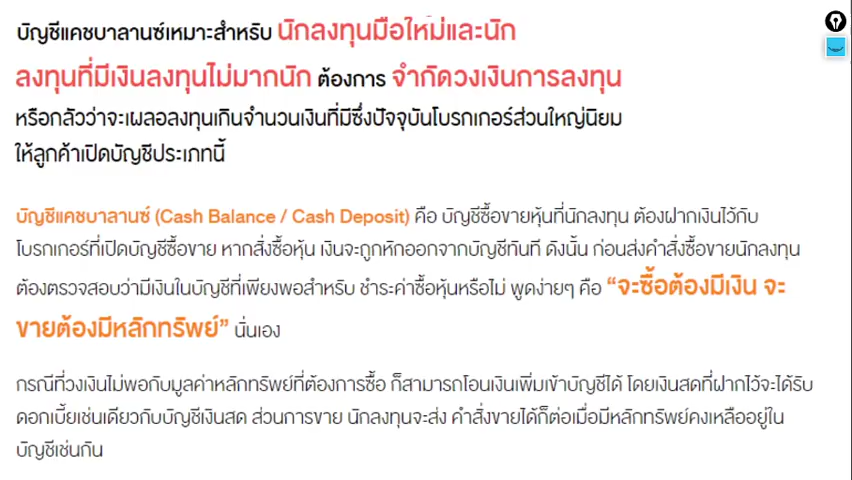 บัญชีแคชบาลานซ์เหมาะสำหรับ นักลงทุนมือใหม่และนัก
ลงทุนที่มีเงินลงทุนไม่มากนัก ต้องการ จำกัดวงเงินการลงทุน
หรือกลัวว่าจะเผลอลงทุนเกินจำนวนเงินที่มีซึ่งปัจจุบันโบรกเกอร์ส่วนใหญ่นิยม
ให้ลูกค้าเปิดบัญชีประเภทนี้
บัญชีแคชบาลานซ์ (Cash Balance / Cash Deposit) คือ บัญชีซื้อขายหุ้นที่นักลงทุน ต้องฝากเงินไว้กับ
โบรกเกอร์ที่เปิดบัญชีซื้อขาย หากสั่งซื้อหุ้น เงินจะถูกหักออกจากบัญชีทันที ดังนั้น ก่อนส่งคำสั่งซื้อขายนักลงทุน
ต้องตรวจสอบว่ามีเงินในบัญชีที่เพียงพอสำหรับ ชำระค่าซื้อหุ้นหรือไม่ พูดง่ายๆ คือ “จะซื้อต้องมีเงิน จะ
ขายต้องมีหลักทรัพย์” นั่นเอง
กรณีที่วงเงินไม่พอกับมูลค่าหลักทรัพย์ที่ต้องการซื้อ ก็สามารถโอนเงินเพิ่มเข้าบัญชีได้ โดยเงินสดที่ฝากไว้จะได้รับ
ดอกเบี้ยเช่นเดียวกับบัญชีเงินสด ส่วนการขาย นักลงทุนจะส่ง คำสั่งขายได้ก็ต่อเมื่อมีหลักทรัพย์คงเหลืออยู่ใน
บัญชีเช่นกัน